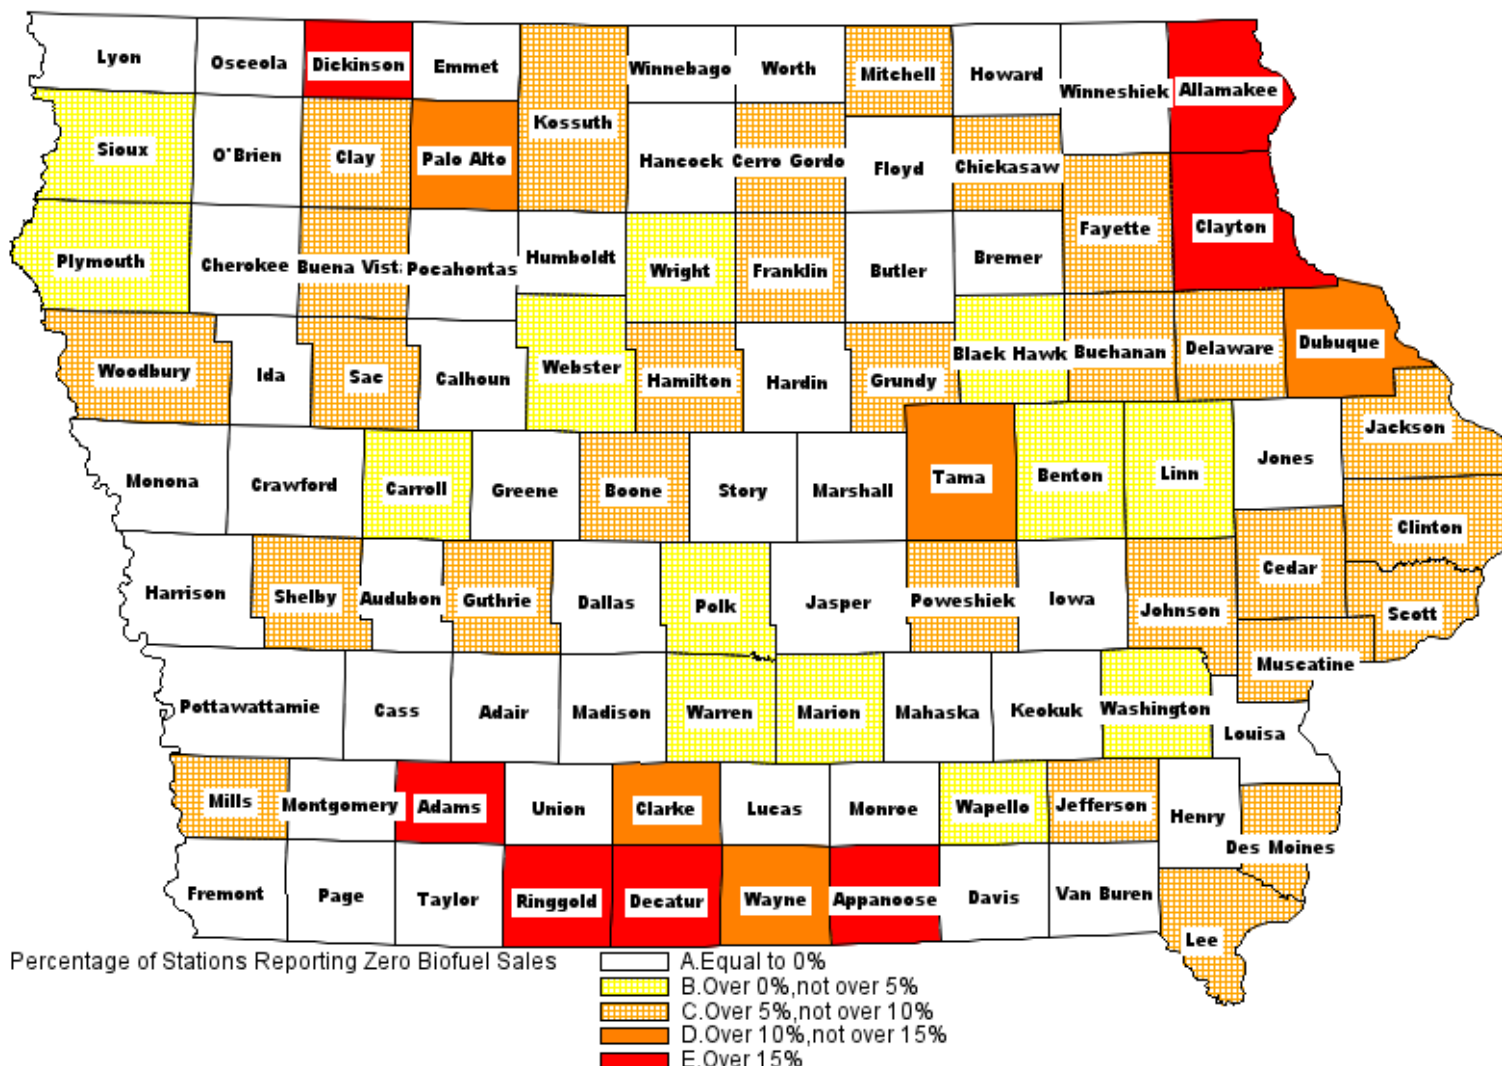 Lyon
Osceola
Dickinson
Emmet
Kossuth
Winnebago
Worth
Mitchell
Howard
Winneshiek
Allamakee
Sioux
O'Brien
Clay
Palo Alto
Hancock
Cerro Gordo
Floyd
Chickasaw
Fayette
Clayton
Plymouth
Cherokee
Buena Vista
Pocahontas
Humboldt
Wright
Franklin
Butler
Bremer
Woodbury
Ida
Sac
Calhoun
Webster
Hamilton
Hardin
Grundy
Black Hawk
Buchanan
Delaware
Dubuque
Jackson
Monona
Crawford
Carroll
Greene
Boone
Story
Marshall
Tama
Benton
Linn
Jones
Clinton
Harrison
Shelby
Audubon
Guthrie
Dallas
Polk
Jasper
Poweshiek
Iowa
Johnson
Cedar
Scott
Muscatine
Pottawattamie
Cass
Adair
Madison
Warren
Marion
Mahaska
Keokuk
Washington
Louisa
Mills
Montgomery
Adams
Union
Clarke
Lucas
Monroe
Wapello
Jefferson
Henry
Des Moines
Fremont
Page
Taylor
Ringgold
Decatur
Wayne
Appanoose
Davis
Van Buren
Lee
Percentage of Stations Reporting Zero Biofuel Sales
A.Equal to 0%
B.Over 0%,not over 5%
C.Over 5%,not over 10%
D.Over 10%,not over 15%
E.Over 15%